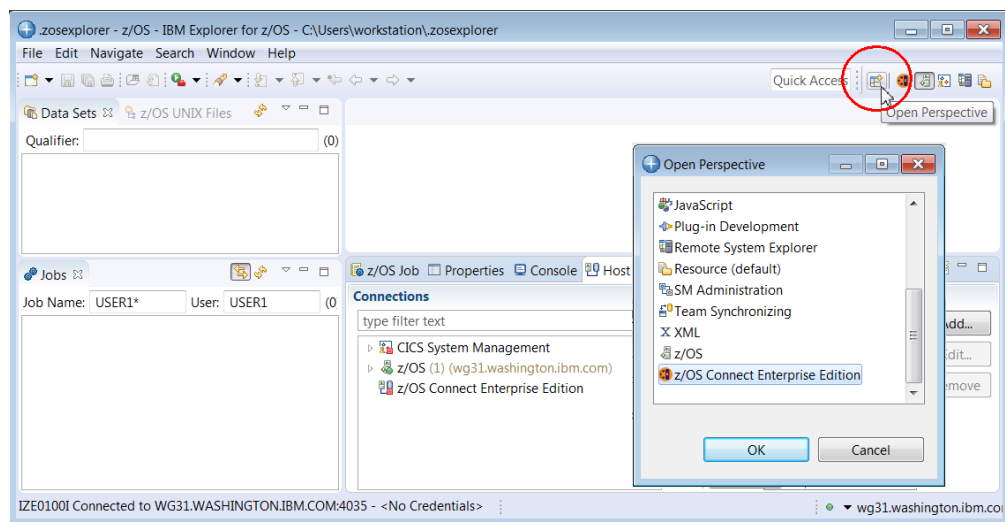 .zosexplorer - z/OS - IBM Explorer for z/OS - C:\Users\workstation\.zosexplorer
File Edit Navigate Search Window Help
Quick Access
Open Perspective
Data Sets z/OS UNIX Files
Qualifier: (0)
Open Perspective
JavaScript
Plug-in Development
Remote System Explorer
Resource (default)
SM Administration
Team Synchronizing
XML
z/OS
z/OS Connect Enterprise Edition
OK Cancel
Jobs
Job Name: USER1* User: USER1 (0
z/OS Job Properties Console Host
Connections
type filter text
CICS System Management
z/OS (1) (wg31.washington.ibm.com)
z/OS Connect Enterprise Edition
Add...
Edit...
emove
IZE0100I Connected to WG31.WASHINGTON.IBM.COM:4035 - <No Credentials>
wg31.washington.ibm.co